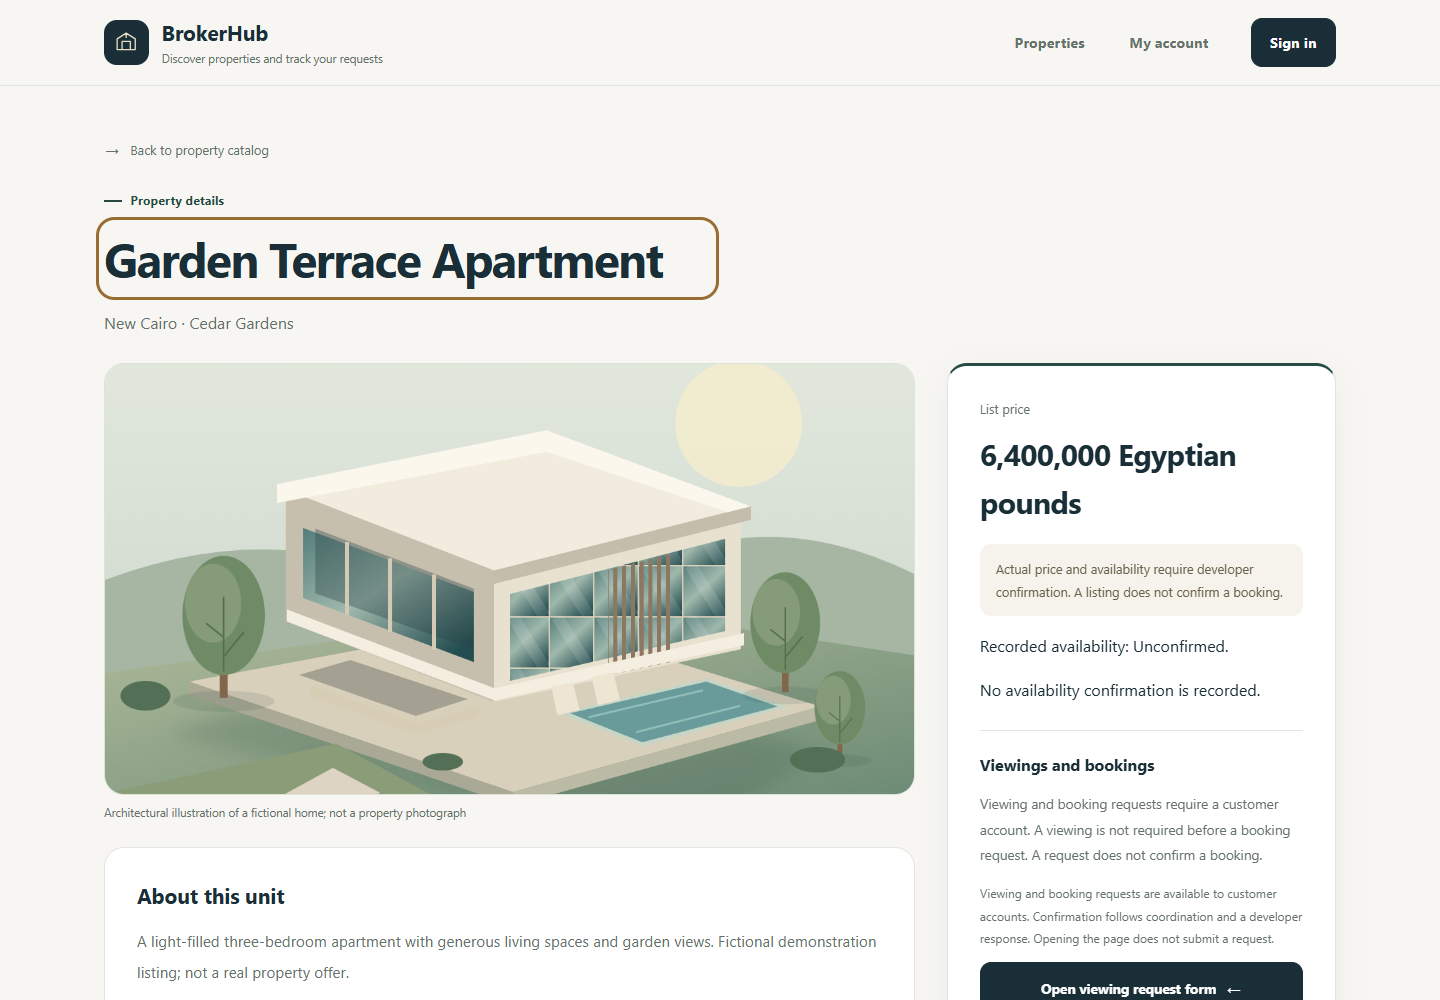 BrokerHub
Discover properties and track your requests
Properties
My account
Sign in
→ Back to property catalog
Property details
Garden Terrace Apartment
New Cairo · Cedar Gardens
Architectural illustration of a fictional home; not a property photograph
About this unit
A light-filled three-bedroom apartment with generous living spaces and garden views. Fictional demonstration
listing; not a real property offer.
List price
6,400,000 Egyptian
pounds
Actual price and availability require developer
confirmation. A listing does not confirm a booking.
Recorded availability: Unconfirmed.
No availability confirmation is recorded.
Viewings and bookings
Viewing and booking requests require a customer
account. A viewing is not required before a booking
request. A request does not confirm a booking.
Viewing and booking requests are available to customer
accounts. Confirmation follows coordination and a developer
response. Opening the page does not submit a request.
Open viewing request form ←